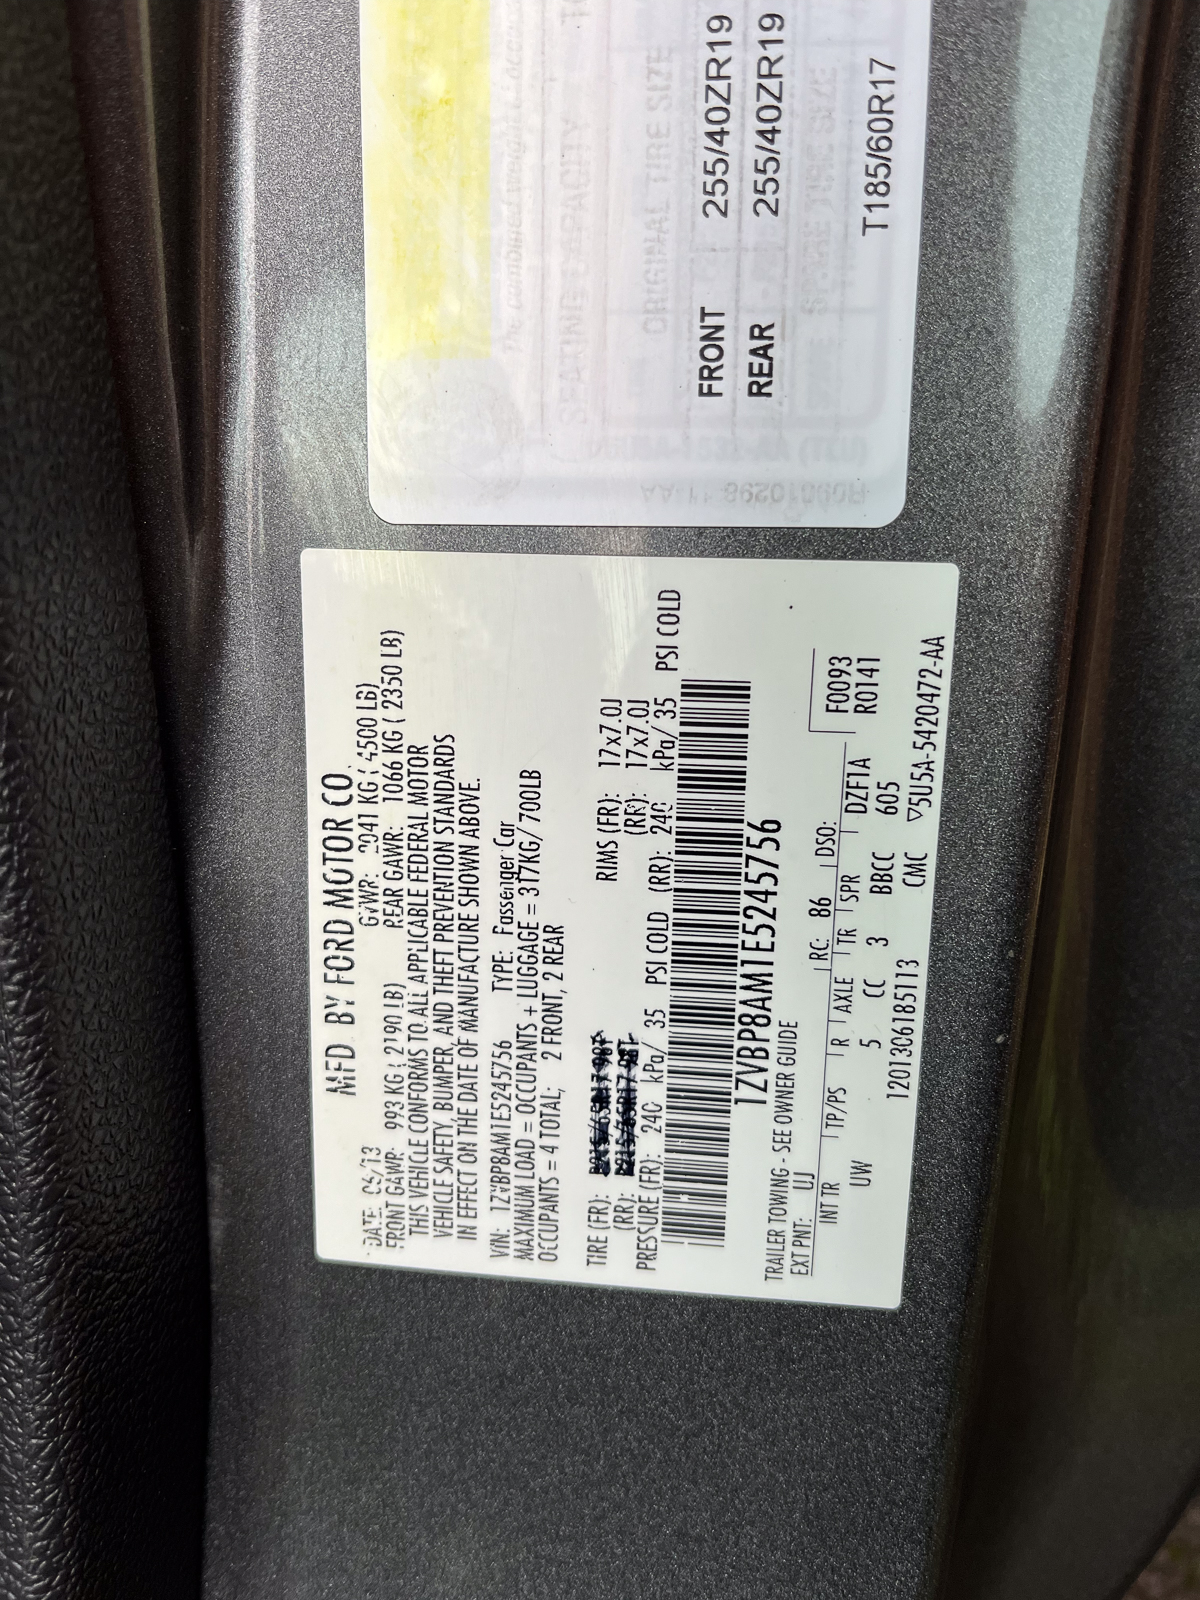 MFD. BY FORD MOTOR CO.
DATE: 06/13 GVWR: 2041 KG ( 4500 LB)
FRONT GAWR: 993 KG ( 2190 LB) REAR GAWR: 1066 KG ( 2350 LB)
THIS VEHICLE CONFORMS TO ALL APPLICABLE FEDERAL MOTOR
VEHICLE SAFETY, BUMPER, AND THEFT PREVENTION STANDARDS
IN EFFECT ON THE DATE OF MANUFACTURE SHOWN ABOVE.
VIN: 1ZVBP8AM1E5245756 TYPE: Passenger Car
MAXIMUM LOAD = OCCUPANTS + LUGGAGE = 317KG/700LB
OCCUPANTS = 4 TOTAL; 2 FRONT, 2 REAR
TIRE (FR): RIMS (FR): 17x7.0J
(RR): (RR): 17x7.0J
PRESSURE (FR): 240 kPa/ 35 PSI COLD (RR): 240 kPa/ 35 PSI COLD
1ZVBP8AM1E5245756
TRAILER TOWING - SEE OWNER GUIDE
EXT PNT: UJ RC: 86 DSO: F0093
INT TR TP/PS R AXLE TR SPR DZF1A R0141
UW 5 CC 3 BBCC 605
12013061851​13 CMC ▽5U5A-5420472-AA
SEATING CAPACITY
ORIGINAL TIRE SIZE
FRONT 255/40ZR19
REAR 255/40ZR19
T185/60R17